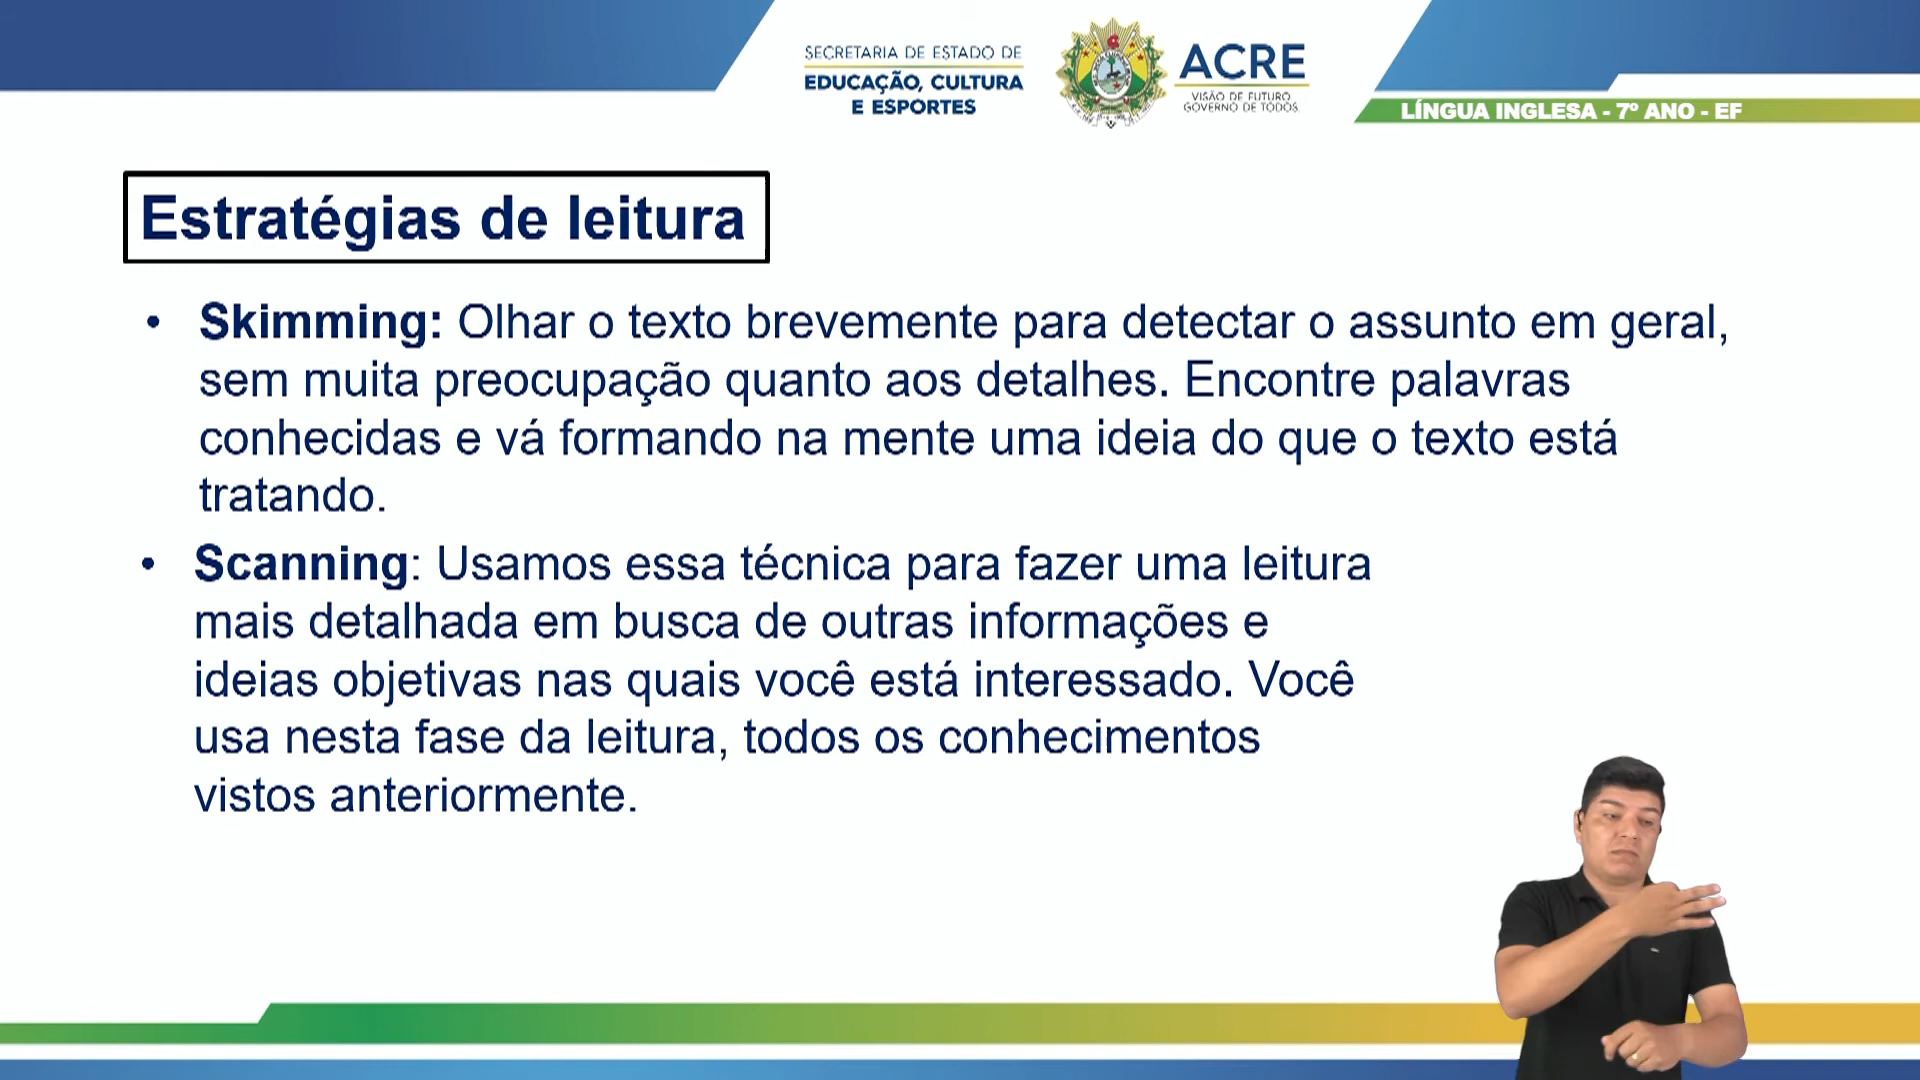 SECRETARIA DE ESTADO DE
EDUCAÇÃO, CULTURA
E ESPORTES
ACRE
VISÃO DE FUTURO
GOVERNO DE TODOS
LÍNGUA INGLESA - 7º ANO - EF
Estratégias de leitura
• Skimming: Olhar o texto brevemente para detectar o assunto em geral,
sem muita preocupação quanto aos detalhes. Encontre palavras
conhecidas e vá formando na mente uma ideia do que o texto está
tratando.
• Scanning: Usamos essa técnica para fazer uma leitura
mais detalhada em busca de outras informações e
ideias objetivas nas quais você está interessado. Você
usa nesta fase da leitura, todos os conhecimentos
vistos anteriormente.